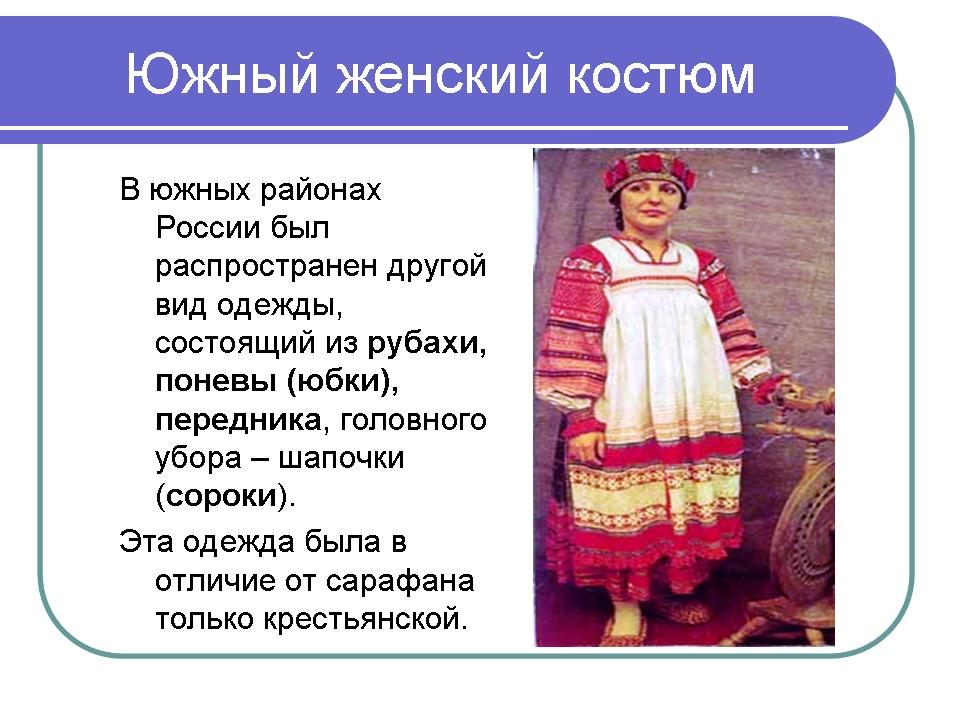 Южный женский костюм
В южных районах
России был
распространен другой
вид одежды,
состоящий из рубахи,
поневы (юбки),
передника, головного
убора – шапочки
(сороки).
Эта одежда была в
отличие от сарафана
только крестьянской.